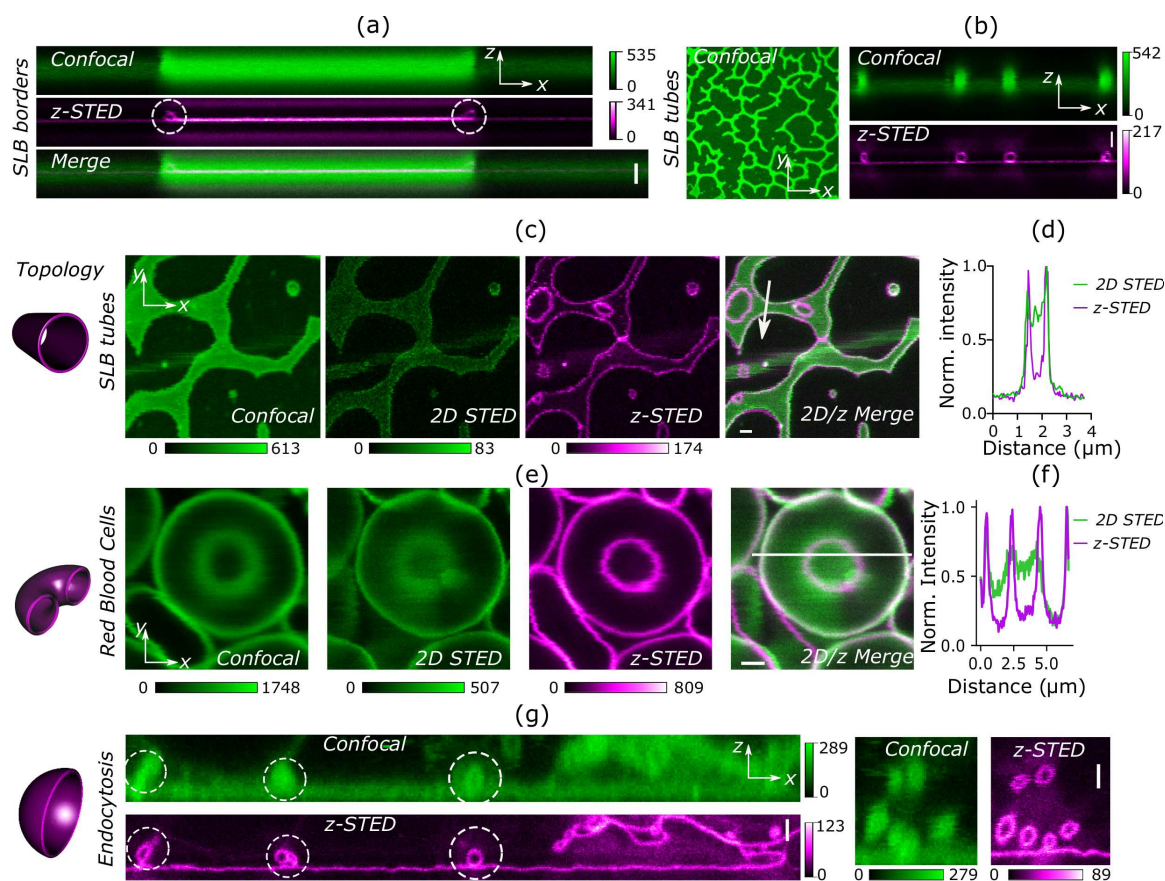 (a)
SLB borders
Confocal
z
x
535
0
z-STED
341
0
Merge
(b)
SLB tubes
Confocal
y
x
Confocal
z
x
542
0
z-STED
217
0
(c)
Topology
SLB tubes
y
x
Confocal
2D STED
z-STED
2D/z Merge
0 613
0 83
0 174
(d)
Norm. intensity
1.0
0.5
0.0
2D STED
z-STED
0 1 2 3 4
Distance (µm)
(e)
Red Blood Cells
y
x
Confocal
2D STED
z-STED
2D/z Merge
0 1748
0 507
0 809
(f)
Norm. Intensity
1.0
0.5
0.0
2D STED
z-STED
0.0 2.5 5.0
Distance (µm)
(g)
Endocytosis
Confocal
z
x
289
0
z-STED
123
0
Confocal
z-STED
0 279
0 89